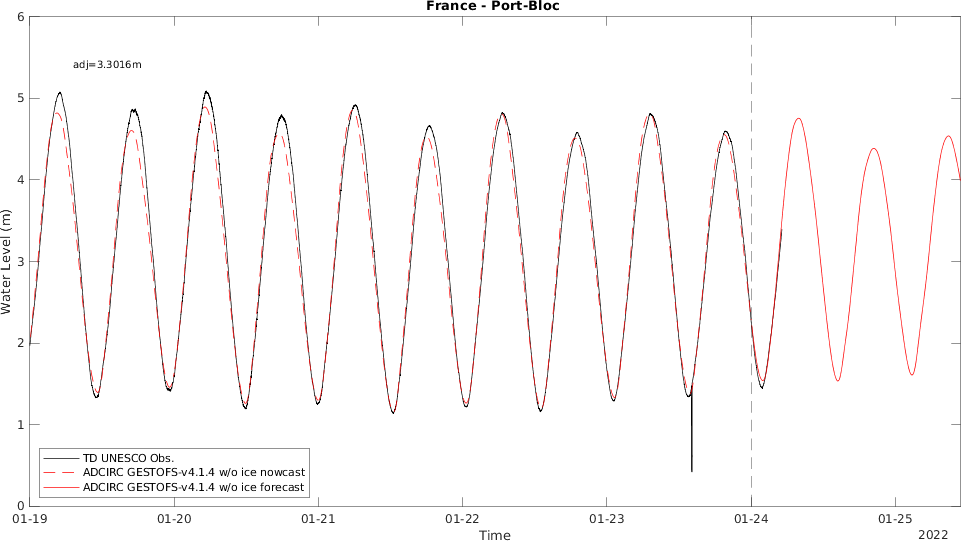 France - Port-Bloc
6
5
4
3
2
1
0
Water Level (m)
adj=3.3016m
TD UNESCO Obs.
ADCIRC GESTOFS-v4.1.4 w/o ice nowcast
ADCIRC GESTOFS-v4.1.4 w/o ice forecast
01-19 01-20 01-21 01-22 01-23 01-24 01-25
Time
2022